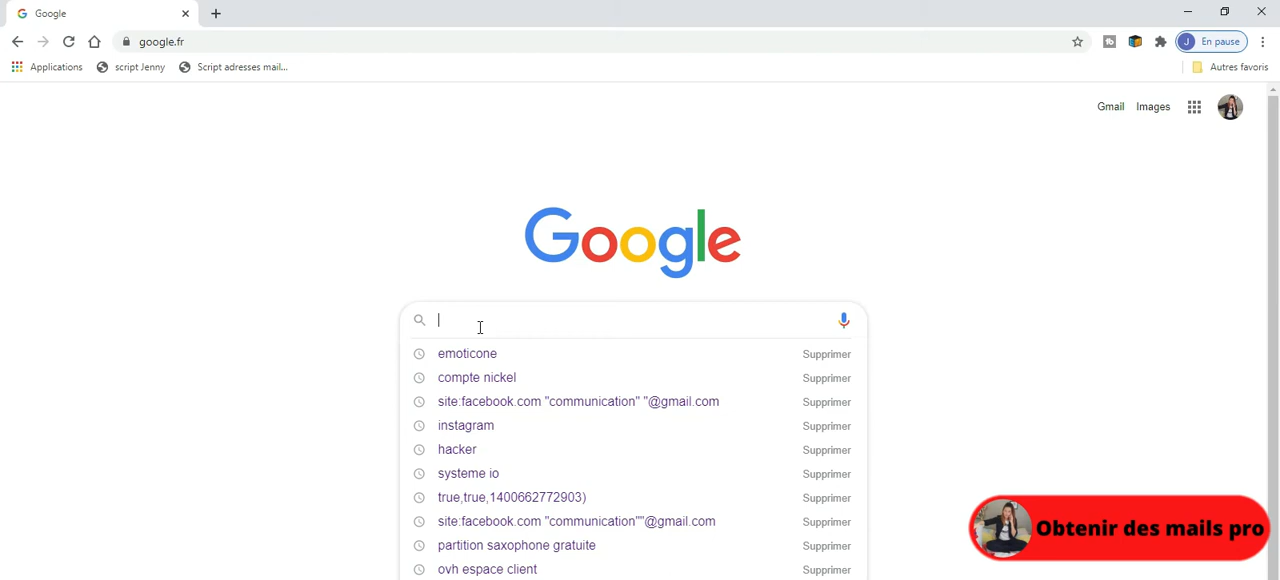 Google
google.fr
J En pause
Applications script Jenny Script adresses mail... Autres favoris
Gmail Images
Google
emoticone Supprimer
compte nickel Supprimer
site:facebook.com "communication" "@gmail.com Supprimer
instagram Supprimer
hacker Supprimer
systeme io Supprimer
true,true,1400662772903) Supprimer
site:facebook.com "communication""@gmail.com Supprimer
Obtenir des mails pro
partition saxophone gratuite Supprimer
ovh espace client Supprimer